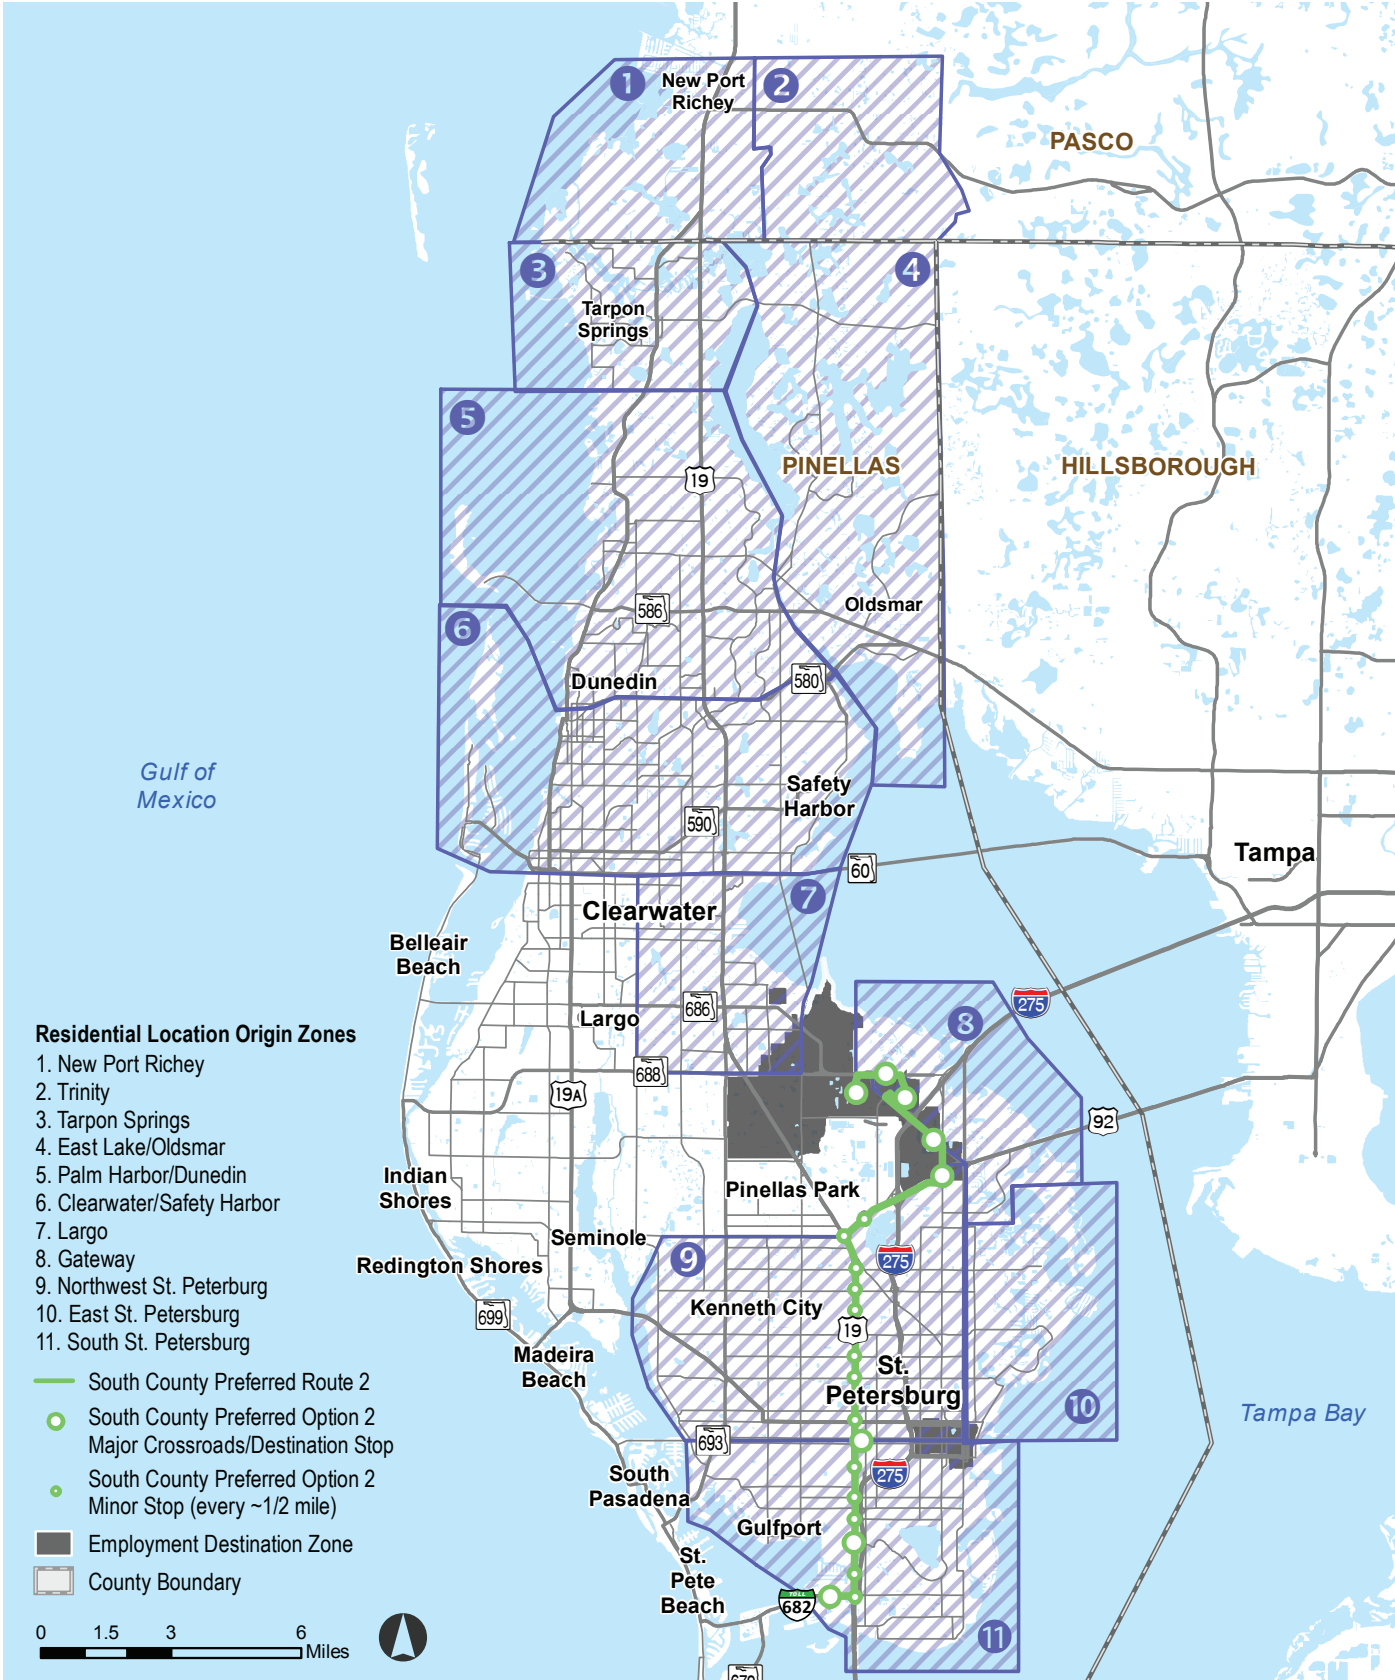 1
New Port
Richey
2
PASCO
3
4
Tarpon
Springs
5
19
PINELLAS
HILLSBOROUGH
586
Oldsmar
6
Dunedin
580
Gulf of
Mexico
Safety
Harbor
590
60
Tampa
7
Clearwater
Belleair
Beach
686
275
Largo
8
688
19A
92
Indian
Shores
Pinellas Park
Seminole
9
275
Redington Shores
Kenneth City
699
19
Madeira
Beach
St.
Petersburg
10
Tampa Bay
693
South
Pasadena
275
Gulfport
St.
Pete
Beach
TOLL
682
11
679
Residential Location Origin Zones
1. New Port Richey
2. Trinity
3. Tarpon Springs
4. East Lake/Oldsmar
5. Palm Harbor/Dunedin
6. Clearwater/Safety Harbor
7. Largo
8. Gateway
9. Northwest St. Peterburg
10. East St. Petersburg
11. South St. Petersburg
South County Preferred Route 2
South County Preferred Option 2
Major Crossroads/Destination Stop
South County Preferred Option 2
Minor Stop (every ~1/2 mile)
Employment Destination Zone
County Boundary
0 1.5 3 6
Miles